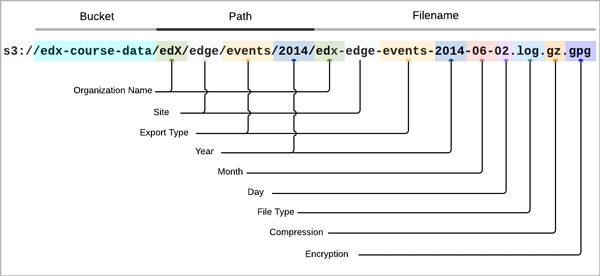 Bucket Path Filename
s3://edx-course-data/edX/edge/events/2014/edx-edge-events-2014-06-02.log.gz.gpg
Organization Name
Site
Export Type
Year
Month
Day
File Type
Compression
Encryption